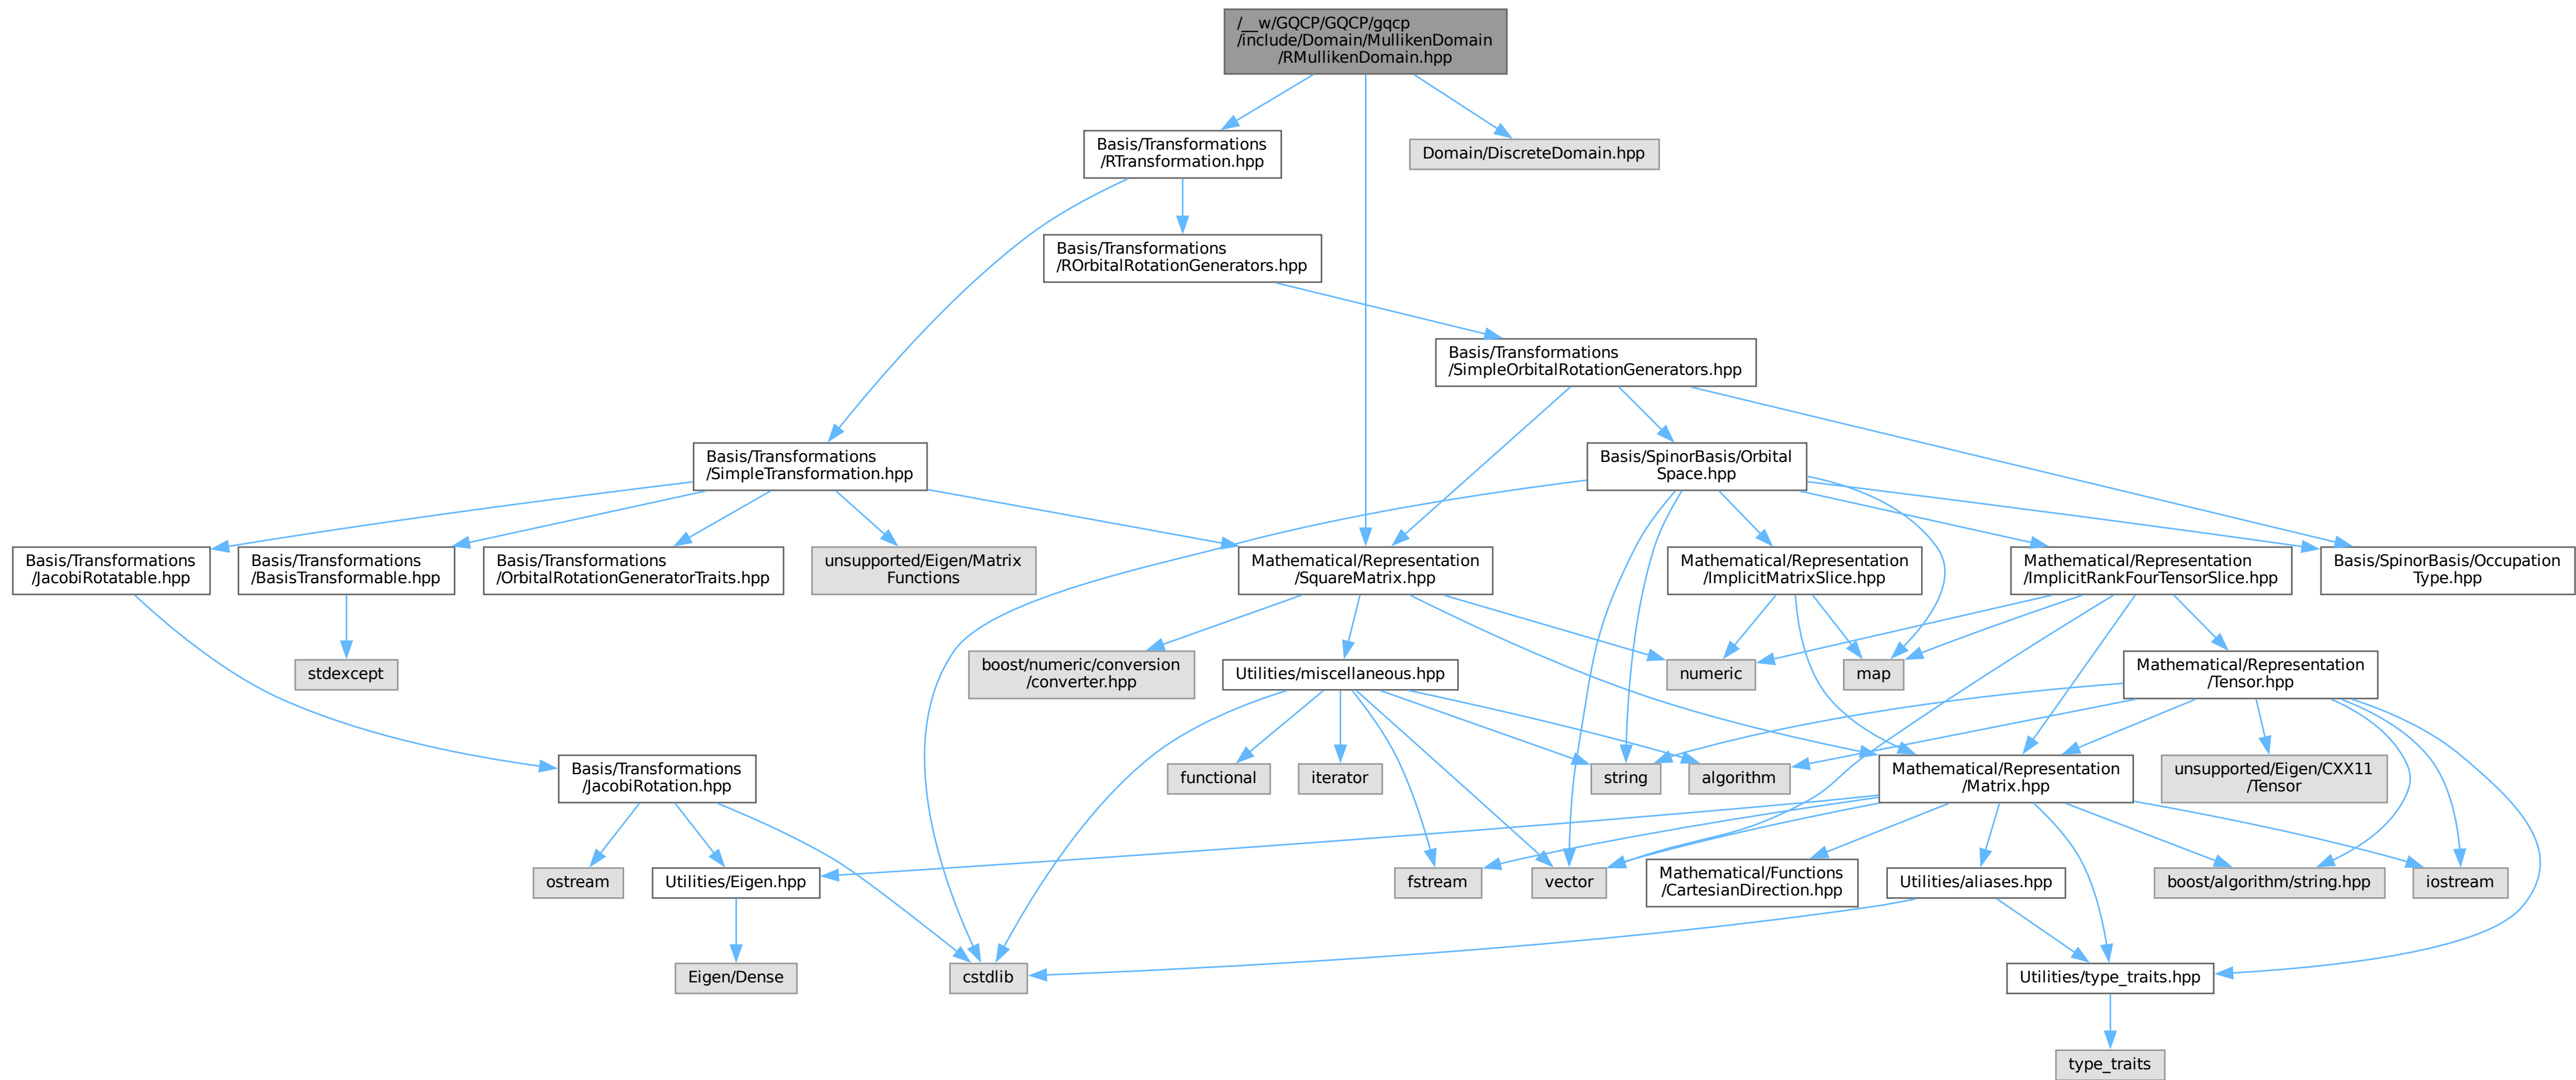 /__w/GQCP/GQCP/gqcp
/include/Domain/MullikenDomain
/RMullikenDomain.hpp
Basis/Transformations
/RTransformation.hpp
Domain/DiscreteDomain.hpp
Basis/Transformations
/ROrbitalRotationGenerators.hpp
Basis/Transformations
/SimpleOrbitalRotationGenerators.hpp
Basis/Transformations
/SimpleTransformation.hpp
Basis/SpinorBasis/Orbital
Space.hpp
Basis/Transformations
/JacobiRotatable.hpp
Basis/Transformations
/BasisTransformable.hpp
Basis/Transformations
/OrbitalRotationGeneratorTraits.hpp
unsupported/Eigen/Matrix
Functions
Mathematical/Representation
/SquareMatrix.hpp
Mathematical/Representation
/ImplicitMatrixSlice.hpp
Mathematical/Representation
/ImplicitRankFourTensorSlice.hpp
Basis/SpinorBasis/Occupation
Type.hpp
stdexcept
boost/numeric/conversion
/converter.hpp
Utilities/miscellaneous.hpp
numeric
map
Mathematical/Representation
/Tensor.hpp
Basis/Transformations
/JacobiRotation.hpp
functional
iterator
string
algorithm
Mathematical/Representation
/Matrix.hpp
unsupported/Eigen/CXX11
/Tensor
ostream
Utilities/Eigen.hpp
fstream
vector
Mathematical/Functions
/CartesianDirection.hpp
Utilities/aliases.hpp
boost/algorithm/string.hpp
iostream
Eigen/Dense
cstdlib
Utilities/type_traits.hpp
type_traits